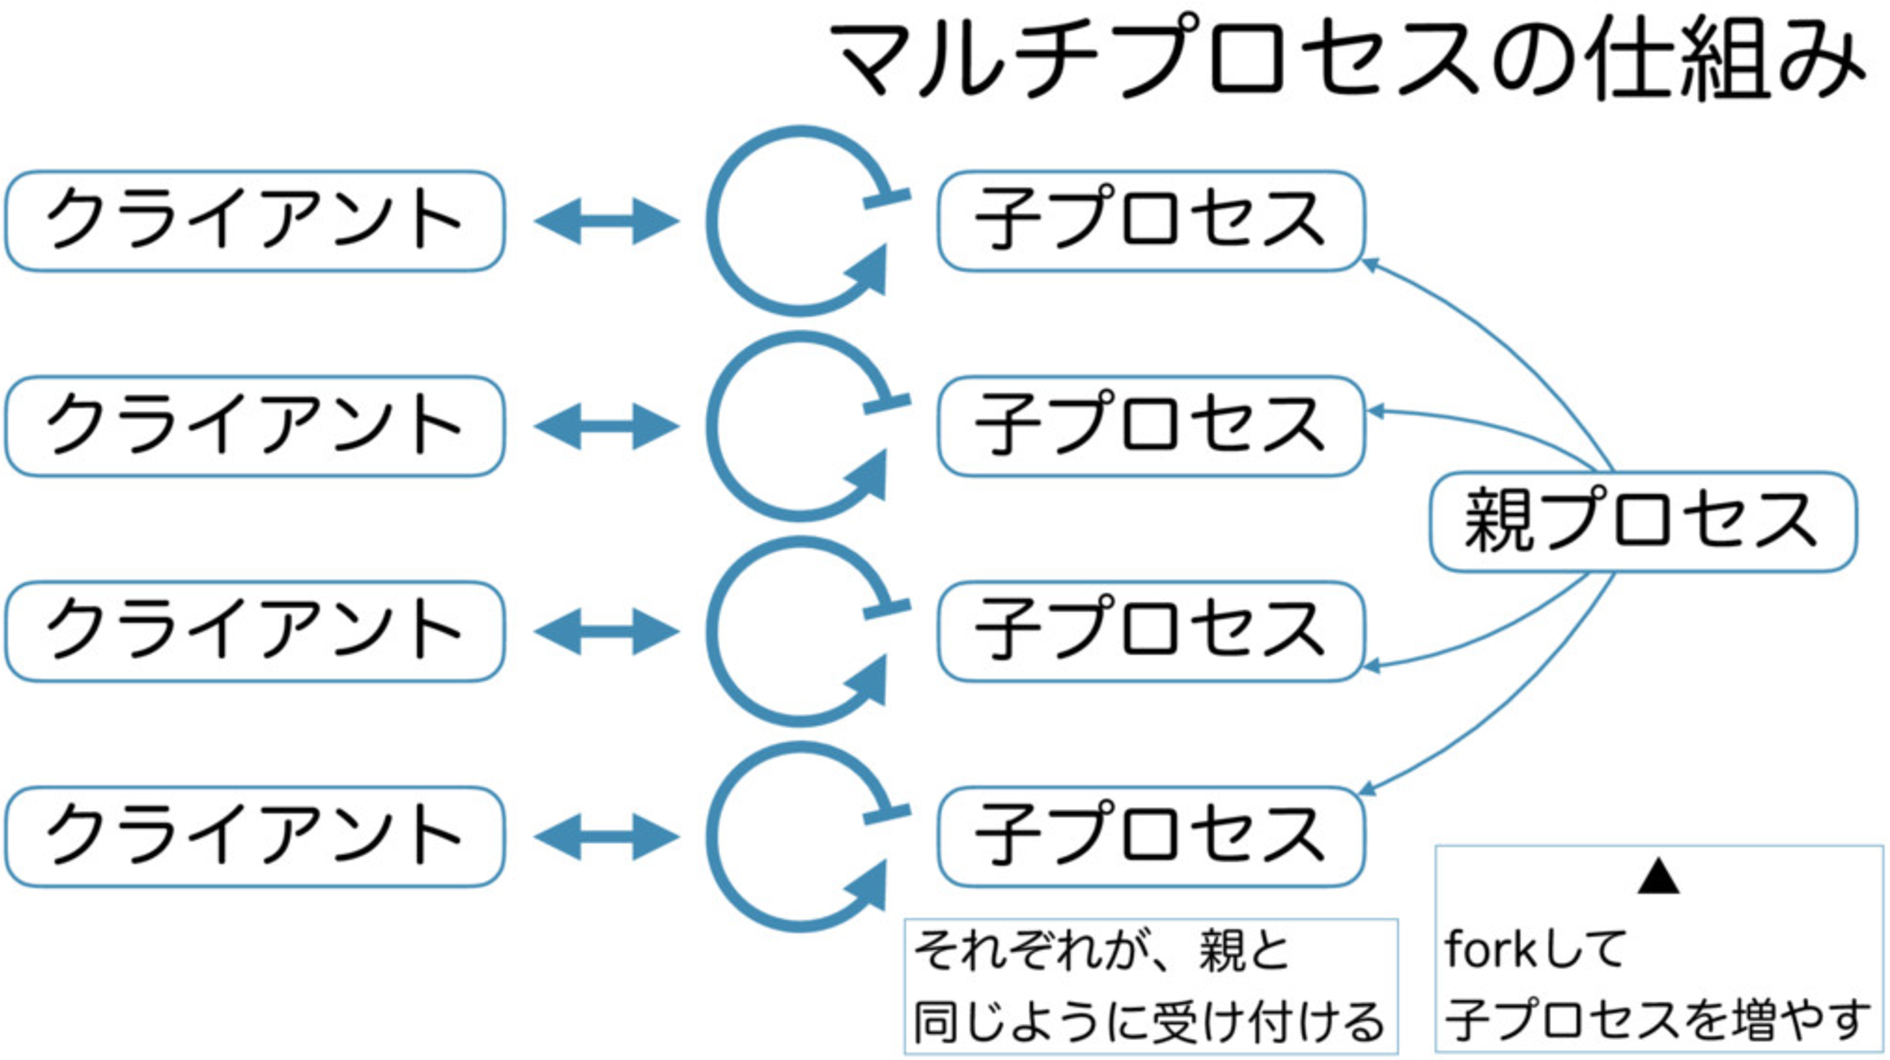 マルチプロセスの仕組み
クライアント
子プロセス
クライアント
子プロセス
親プロセス
クライアント
子プロセス
クライアント
子プロセス
それぞれが、親と
同じように受け付ける
▲
forkして
子プロセスを増やす